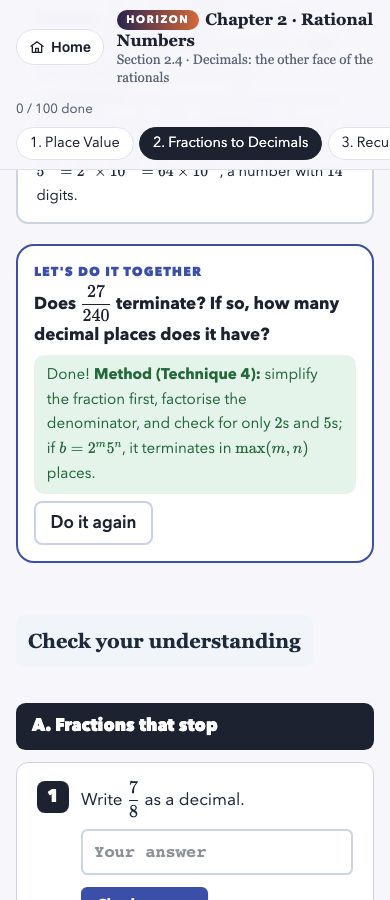 Home
HORIZON Chapter 2 · Rational
Numbers
Section 2.4 · Decimals: the other face of the
rationals
0 / 100 done
1. Place Value
2. Fractions to Decimals
3. Recu
, a number with 14
digits.
LET'S DO IT TOGETHER
Does 27/240 terminate? If so, how many
decimal places does it have?
Done! Method (Technique 4): simplify
the fraction first, factorise the
denominator, and check for only 2s and 5s;
if b = 2^m5^n, it terminates in max(m, n)
places.
Do it again
Check your understanding
A. Fractions that stop
1 Write 7/8 as a decimal.
Your answer